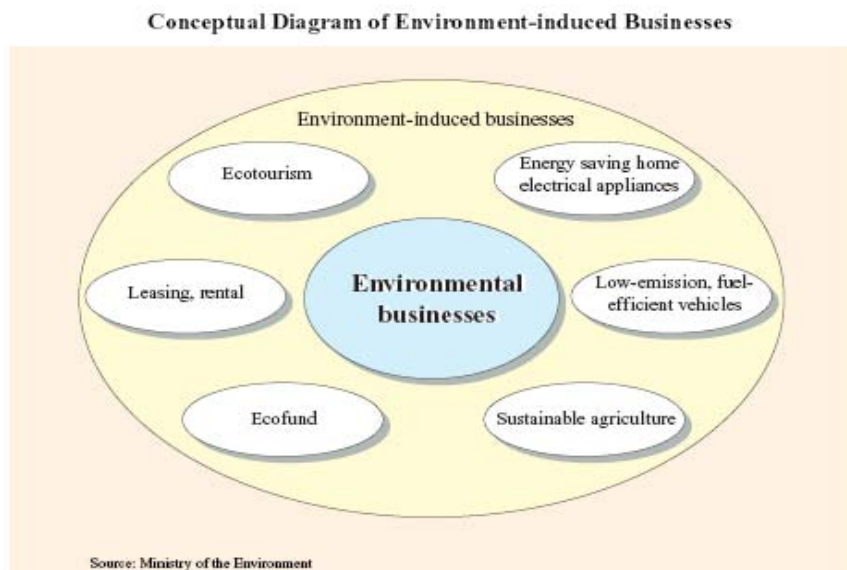 Conceptual Diagram of Environment-induced Businesses
Environment-induced businesses
Ecotourism
Energy saving home
electrical appliances
Leasing, rental
Environmental
businesses
Low-emission, fuel-
efficient vehicles
Ecofund
Sustainable agriculture
Source: Ministry of the Environment